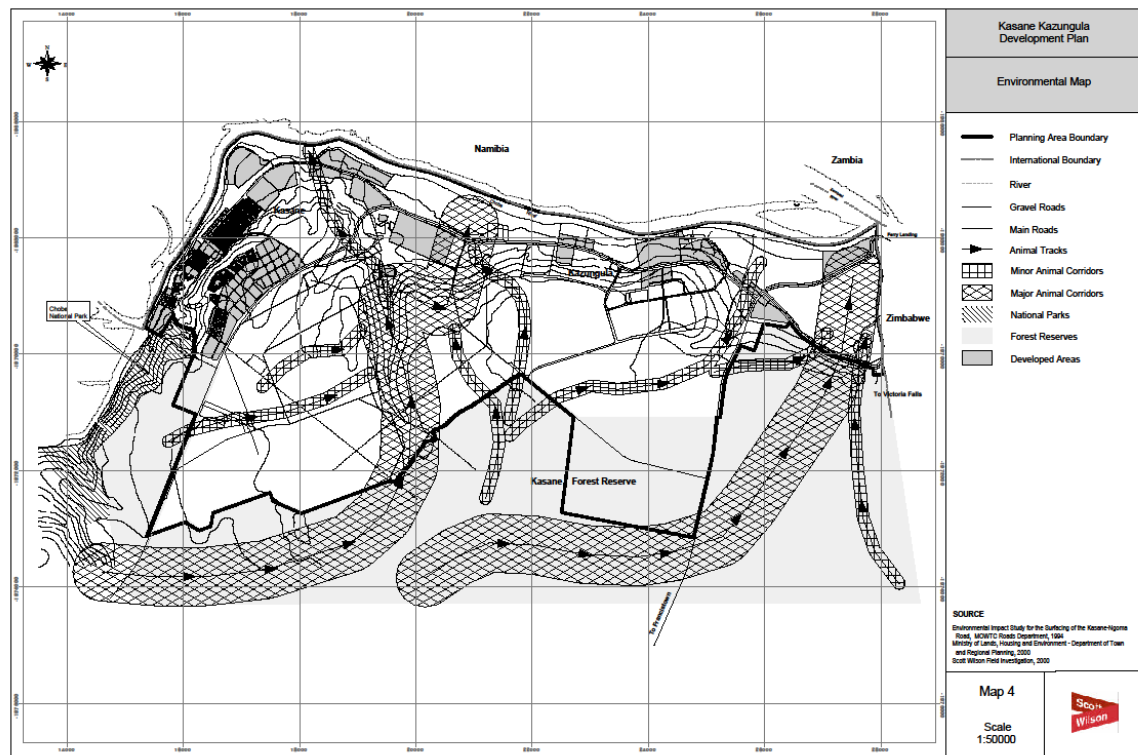 Kasane Kazungula
Development Plan
Environmental Map
Planning Area Boundary
International Boundary
River
Gravel Roads
Main Roads
Animal Tracks
Minor Animal Corridors
Major Animal Corridors
National Parks
Forest Reserves
Developed Areas
N
Namibia
Zambia
Kasane
Ferry Landing
Kazungula
Chobe
National Park
Zimbabwe
To Victoria Falls
Kasane Forest Reserve
To Francistown
SOURCE
Environmental Impact Study for the Surfacing of the Kasane-Ngoma
Road, MOWTC Roads Department, 1994
Ministry of Lands, Housing and Environment - Department of Town
and Regional Planning, 2000
Scott Wilson Field Investigation, 2000
Map 4
Scale
1:50000
Scott
Wilson